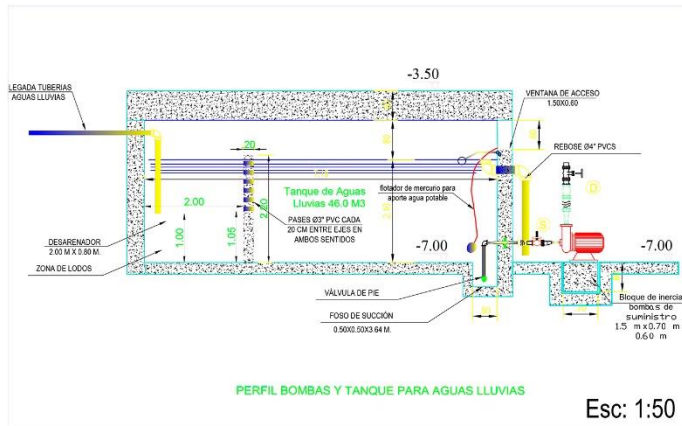 -3.50
LEGADA TUBERIAS
AGUAS LLUVIAS
VENTANA DE ACCESO
1.50X0.60
REBOSE Ø4" PVCS
.20
Tanque de Aguas
Lluvias 46.0 M3
flotador de mercurio para
aporte agua potable
2.00
2.20
PASES Ø3" PVC CADA
20 CM ENTRE EJES EN
AMBOS SENTIDOS
1.00
1.05
D
S
DESARENADOR
2.00 M X 0.80 M.
ZONA DE LODOS
-7.00
-7.00
VÁLVULA DE PIE
FOSO DE SUCCIÓN
0.50X0.50X3.64 M.
Bloque de inercia
bombas de
suministro
1.5 m x0.70 m
0.60 m
PERFIL BOMBAS Y TANQUE PARA AGUAS LLUVIAS
Esc: 1:50